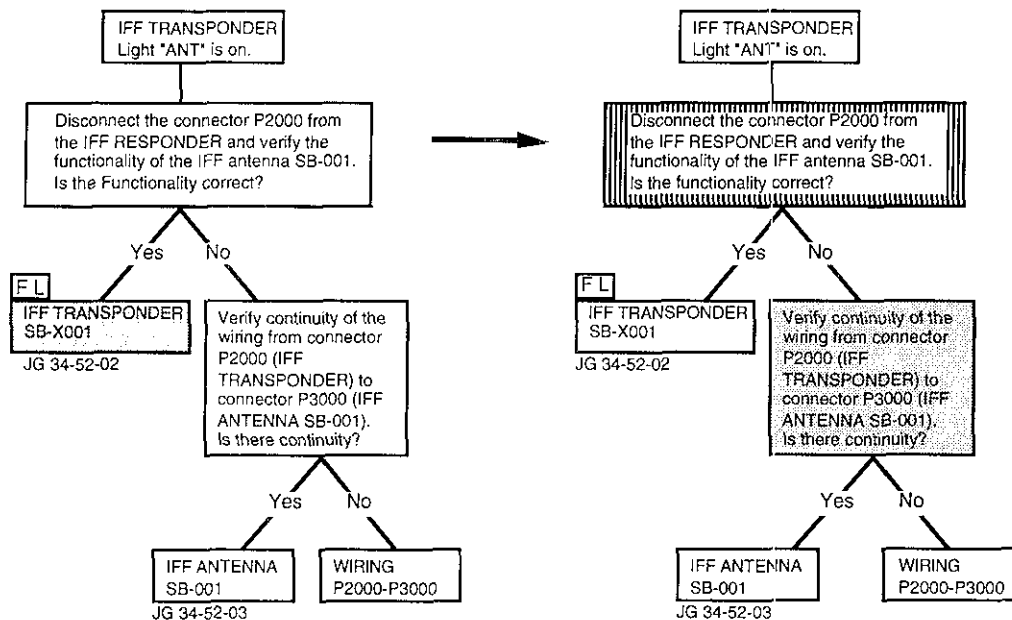 IFF TRANSPONDER
Light "ANT" is on.
Disconnect the connector P2000 from
the IFF RESPONDER and verify the
functionality of the IFF antenna SB-001.
Is the Functionality correct?
Yes
No
F L
IFF TRANSPONDER
SB-X001
JG 34-52-02
Verify continuity of the
wiring from connector
P2000 (IFF
TRANSPONDER) to
connector P3000 (IFF
ANTENNA SB-001).
Is there continuity?
Yes
No
IFF ANTENNA
SB-001
JG 34-52-03
WIRING
P2000-P3000
IFF TRANSPONDER
Light "ANT" is on.
Disconnect the connector P2000 from
the IFF RESPONDER and verify the
functionality of the IFF antenna SB-001.
Is the functionality correct?
Yes
No
F L
IFF TRANSPONDER
SB-X001
JG 34-52-02
Verify continuity of the
wiring from connector
P2000 (IFF
TRANSPONDER) to
connector P3000 (IFF
ANTENNA SB-001).
Is there continuity?
Yes
No
IFF ANTENNA
SB-001
JG 34-52-03
WIRING
P2000-P3000